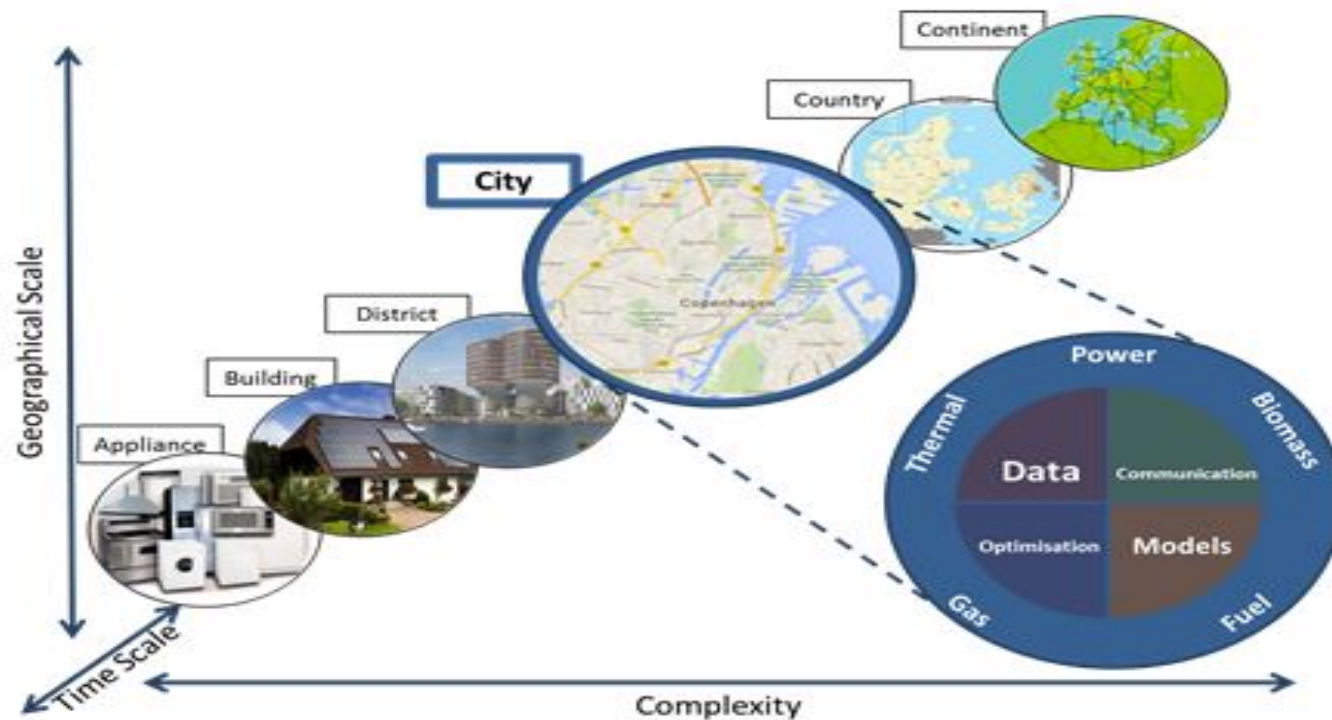 Continent
Country
City
District
Building
Appliance
Geographical Scale
Time Scale
Complexity
Copenhagen
Power
Thermal
Biomass
Data
Communication
Optimisation
Models
Gas
Fuel